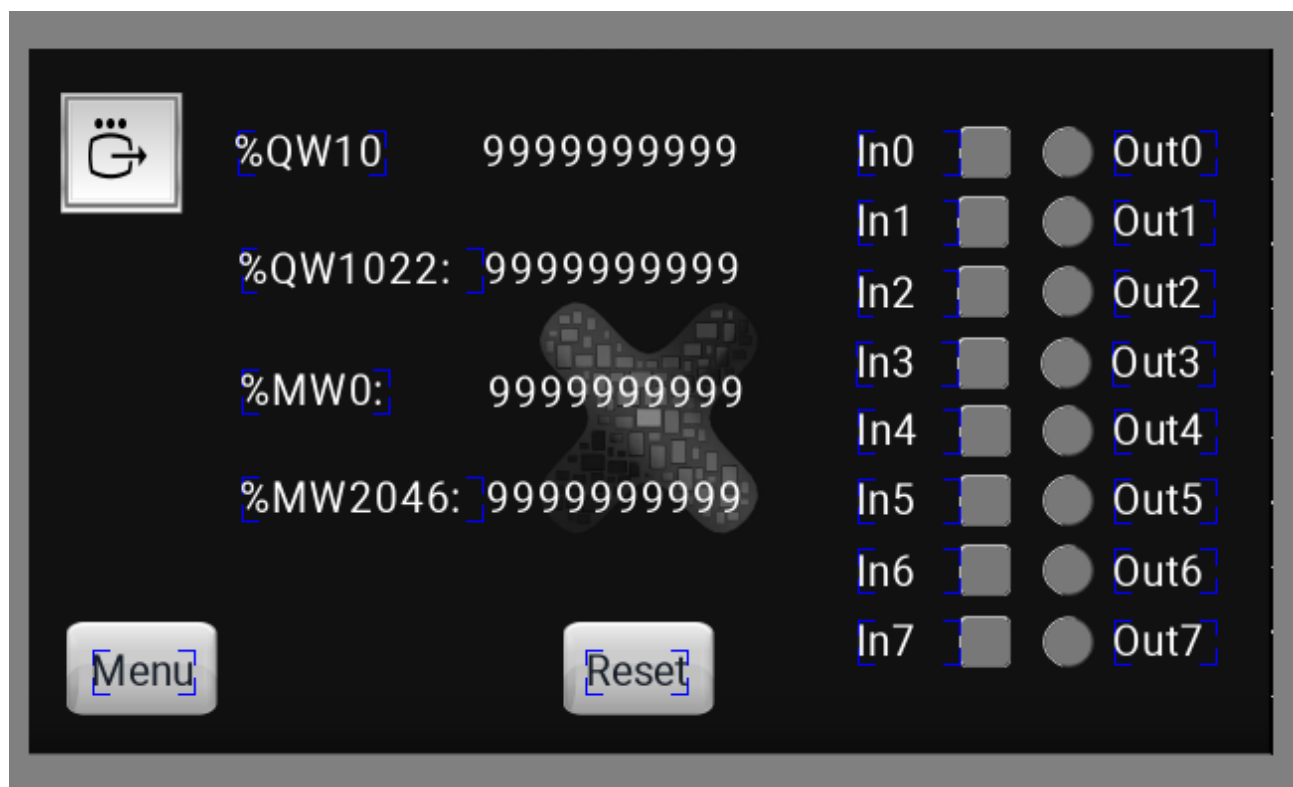 %QW10 9999999999 In0 Out0
In1 Out1
%QW1022: 9999999999
In2 Out2
In3 Out3
%MW0: 9999999999
In4 Out4
%MW2046: 9999999999 In5 Out5
In6 Out6
In7 Out7
Menu Reset